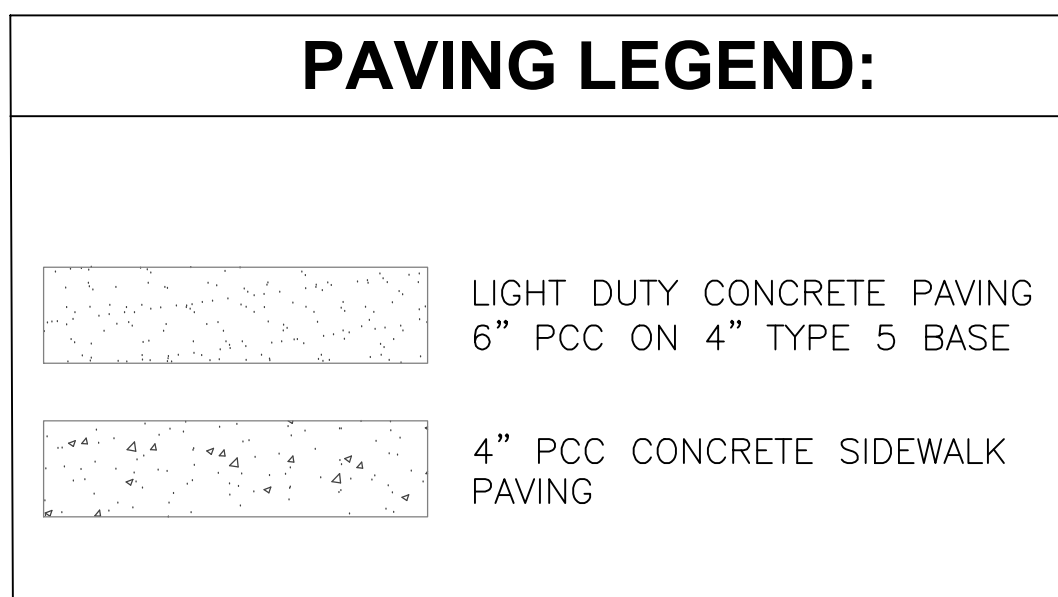 PAVING LEGEND:
LIGHT DUTY CONCRETE PAVING
6” PCC ON 4” TYPE 5 BASE
4” PCC CONCRETE SIDEWALK
PAVING